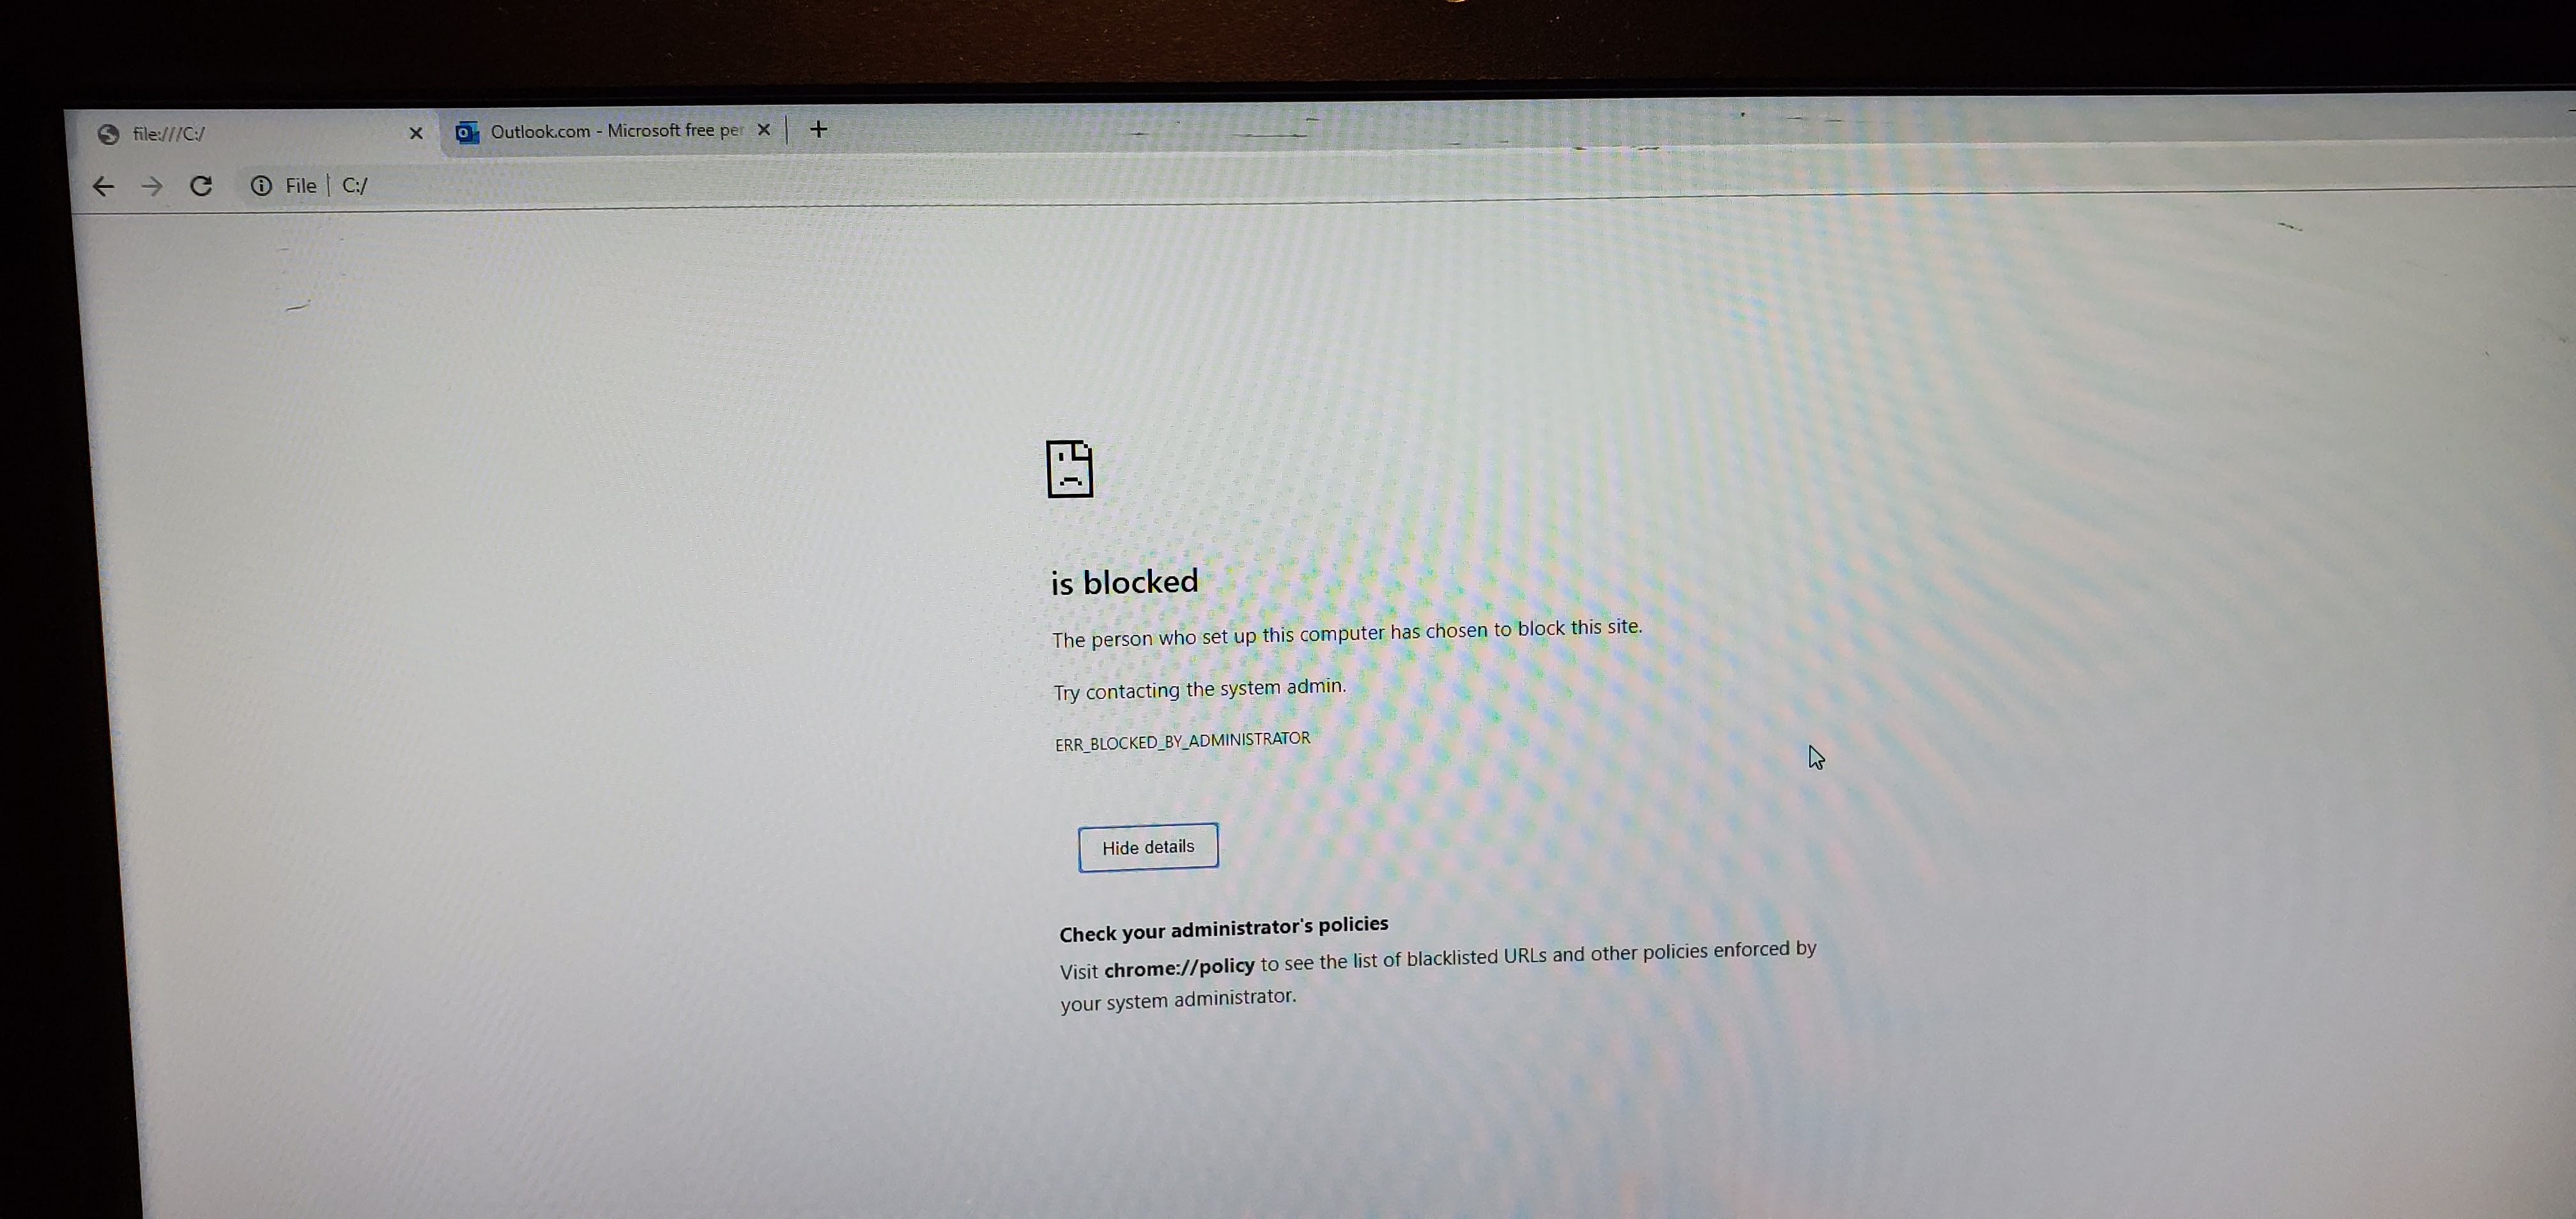 file:///C:/
Outlook.com - Microsoft free per
File | C:/
is blocked
The person who set up this computer has chosen to block this site.
Try contacting the system admin.
ERR_BLOCKED_BY_ADMINISTRATOR
Hide details
Check your administrator's policies
Visit chrome://policy to see the list of blacklisted URLs and other policies enforced by
your system administrator.